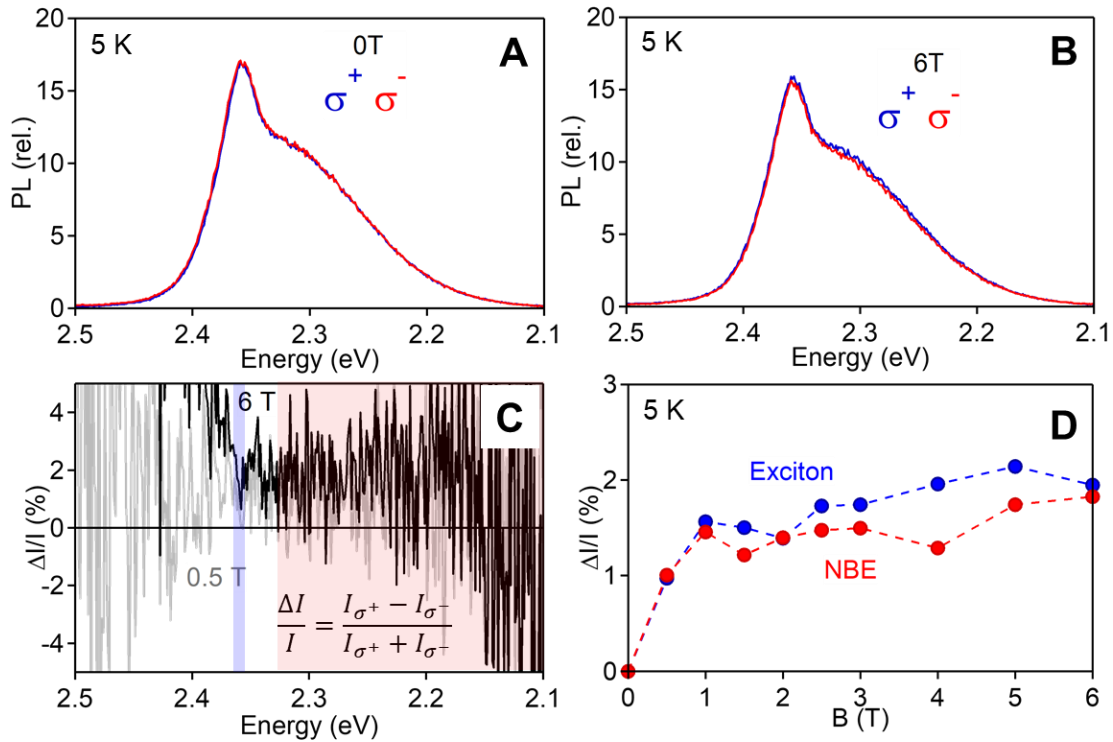 5 K
0T
A
σ+ σ-
PL (rel.)
20
15
10
5
0
2.5 2.4 2.3 2.2 2.1
Energy (eV)
5 K
6T
B
σ+ σ-
PL (rel.)
20
15
10
5
0
2.5 2.4 2.3 2.2 2.1
Energy (eV)
6 T
C
ΔI/I (%)
4
2
0
-2
-4
0.5 T
ΔI/I = (Iσ+ − Iσ−)/(Iσ+ + Iσ−)
2.5 2.4 2.3 2.2 2.1
Energy (eV)
5 K
D
Exciton
NBE
ΔI/I (%)
3
2
1
0
0 1 2 3 4 5 6
B (T)